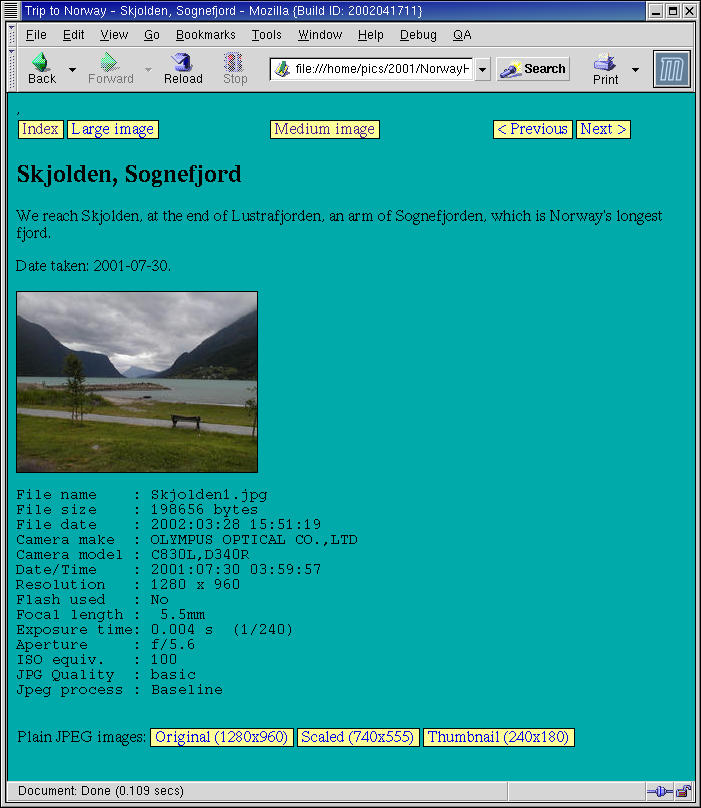 Trip to Norway - Skjolden, Sognefjord - Mozilla {Build ID: 2002041711}
File Edit View Go Bookmarks Tools Window Help Debug QA
Back Forward Reload Stop file:///home/pics/2001/NorwayH Search Print
,
Index Large image Medium image < Previous Next >
Skjolden, Sognefjord
We reach Skjolden, at the end of Lustrafjorden, an arm of Sognefjorden, which is Norway's longest
fjord.
Date taken: 2001-07-30.
File name    : Skjolden1.jpg
File size    : 198656 bytes
File date    : 2002:03:28 15:51:19
Camera make  : OLYMPUS OPTICAL CO.,LTD
Camera model : C830L,D340R
Date/Time    : 2001:07:30 03:59:57
Resolution   : 1280 x 960
Flash used   : No
Focal length :  5.5mm
Exposure time: 0.004 s  (1/240)
Aperture     : f/5.6
ISO equiv.   : 100
JPG Quality  : basic
Jpeg process : Baseline
Plain JPEG images: Original (1280x960) Scaled (740x555) Thumbnail (240x180)
Document: Done (0.109 secs)